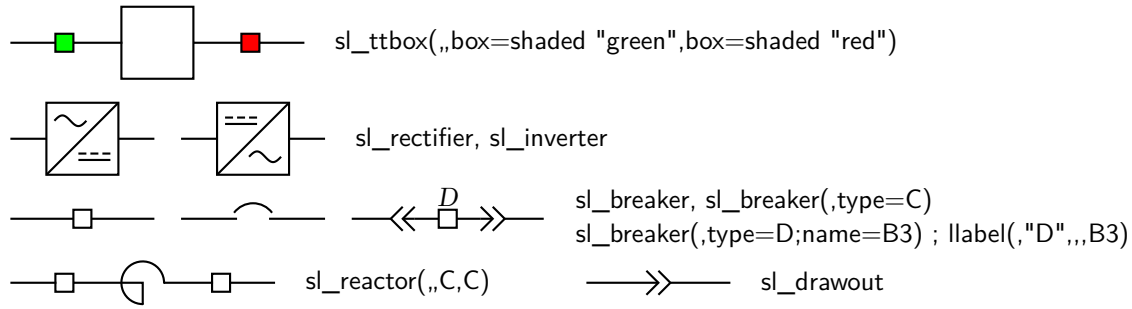 sl_ttbox(,,box=shaded "green",box=shaded "red")
sl_rectifier, sl_inverter
D
sl_breaker, sl_breaker(,type=C)
sl_breaker(,type=D;name=B3) ; llabel(,"D",,,B3)
sl_reactor(,,C,C)
sl_drawout